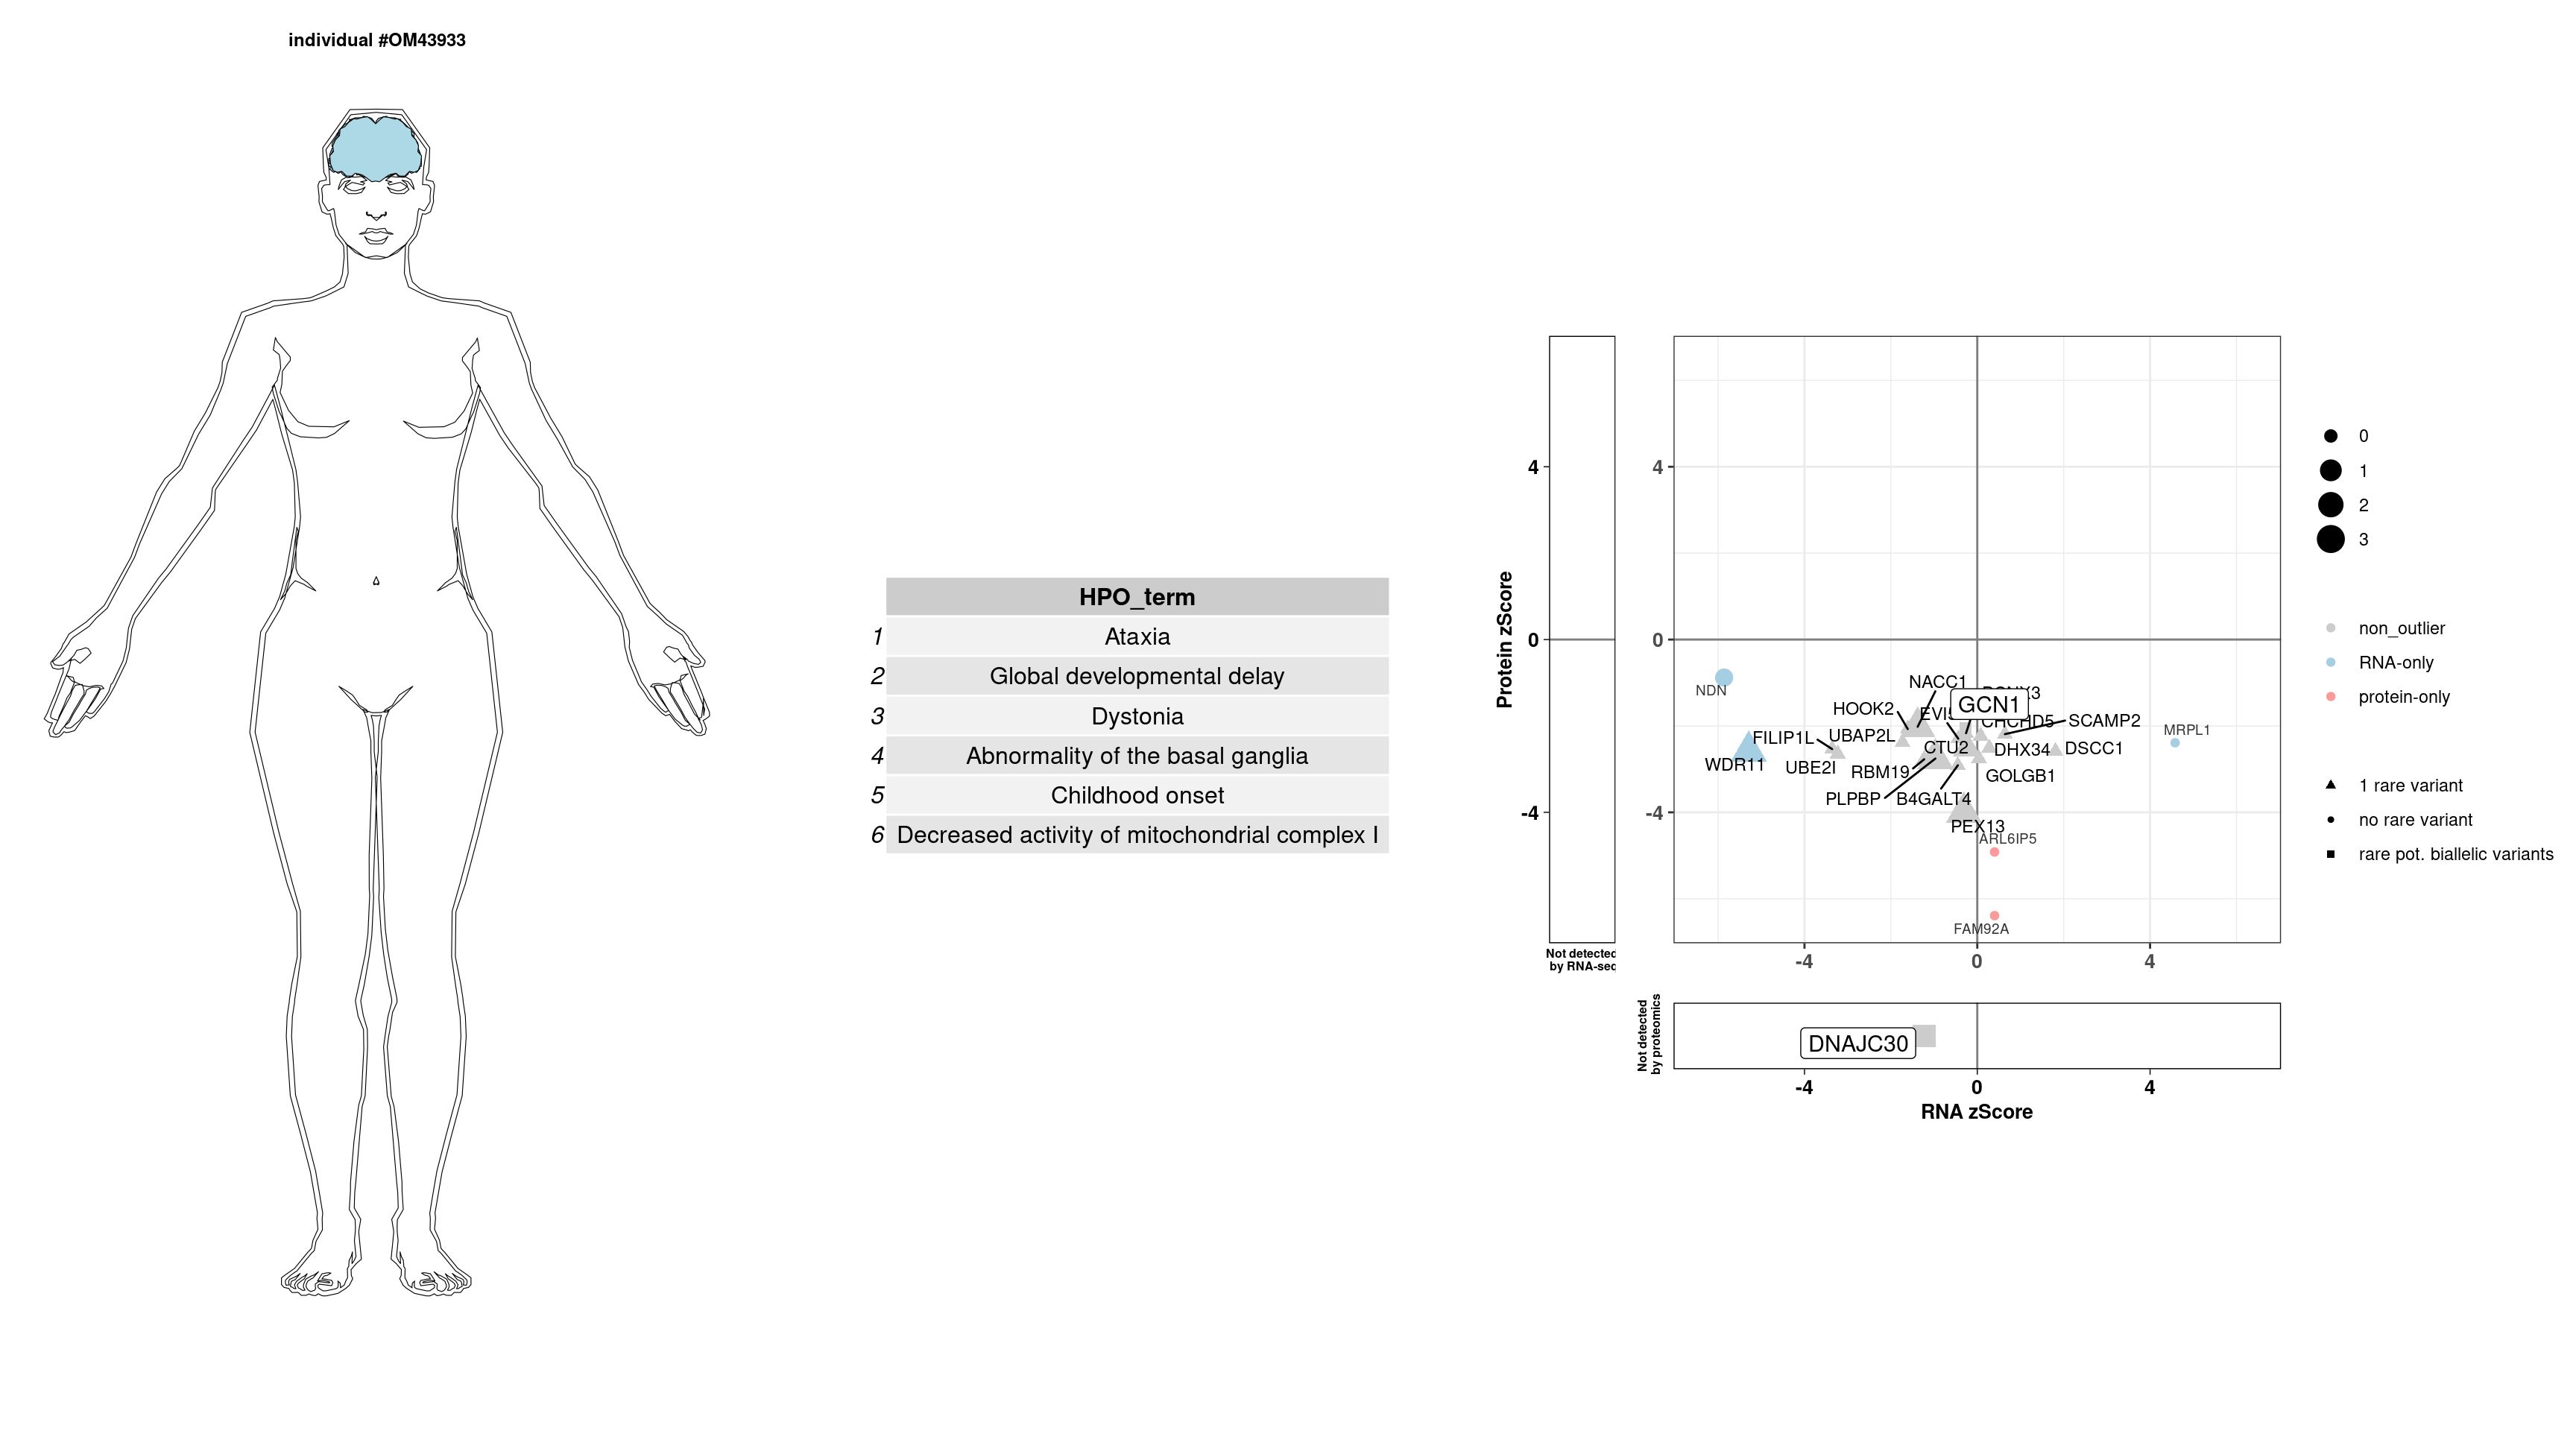 individual #OM43933
HPO_term
1 Ataxia
2 Global developmental delay
3 Dystonia
4 Abnormality of the basal ganglia
5 Childhood onset
6 Decreased activity of mitochondrial complex I
Protein zScore
4
0
-4
Not detected
by RNA-seq
4
0
-4
NDN
NACC1
HOOK2
GCN1
SCAMP2
MRPL1
FILIP1L
UBAP2L
CTU2
DHX34
DSCC1
WDR11
UBE2I
RBM19
GOLGB1
PLPBP
B4GALT4
PEX13
ARL6IP5
FAM92A
-4
0
4
Not detected
by proteomics
DNAJC30
-4
0
4
RNA zScore
0
1
2
3
non_outlier
RNA-only
protein-only
1 rare variant
no rare variant
rare pot. biallelic variants